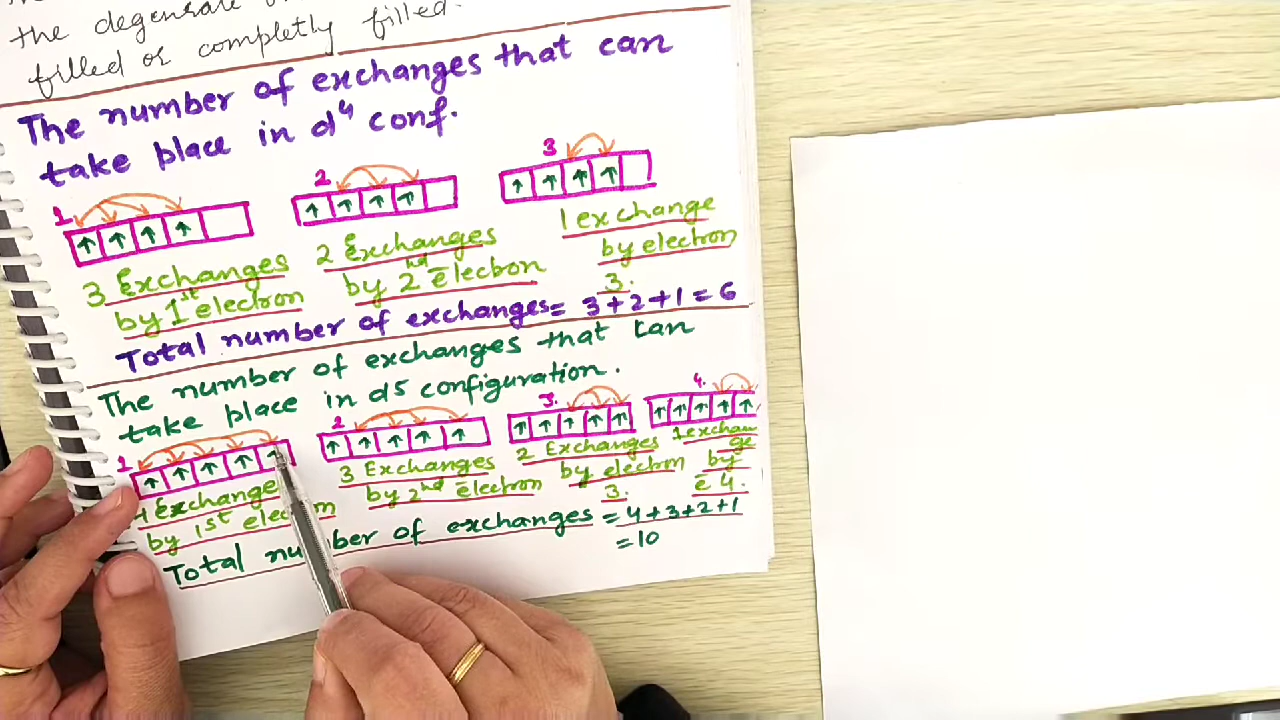 the degenerate
filled or completly filled.
The number of exchanges that can
take place in d⁴ conf.
1
2
3
3 Exchanges
by 1st electron
2 Exchanges
by 2nd Electron
1 exchange
by electron
3.
Total number of exchanges= 3+2+1=6
The number of exchanges that can
take place in d5 configuration.
1
2
3.
4.
Exchange
by 1st electron
3 Exchanges
by 2nd electron
2 Exchanges
by electron
3.
1 exchan
ge
by
e 4.
Total number of exchanges = 4+3+2+1
=10